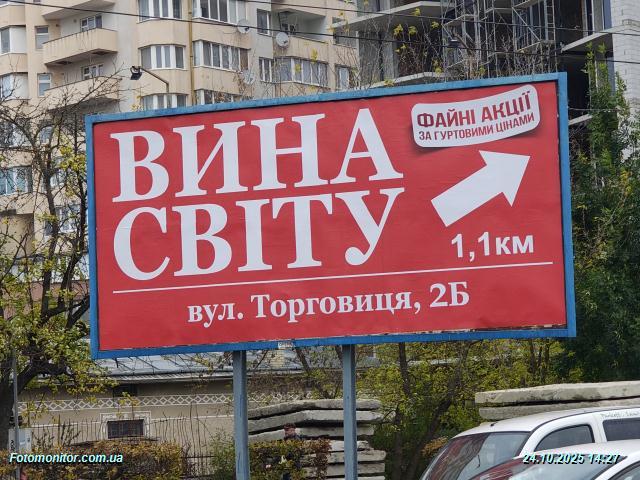 ФАЙНІ АКЦІЇ
ЗА ГУРТОВИМИ ЦІНАМИ
ВИНА
СВІТУ
1,1км
вул. Торговиця, 2Б
Fotomonitor.com.ua
24.10.2025 14:27